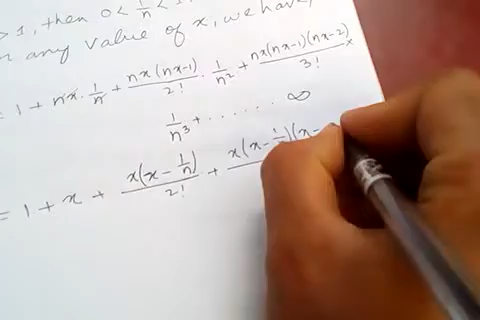 > 1, then 0 < 1/n < 1
any value of x, we have,
= 1 + nx · 1/n + nx(nx-1)/2! · 1/n² + nx(nx-1)(nx-2)/3! ×
1/n³ + ....... ∞
= 1 + x + x(x - 1/n)/2! + x(x - 1/n)(x -